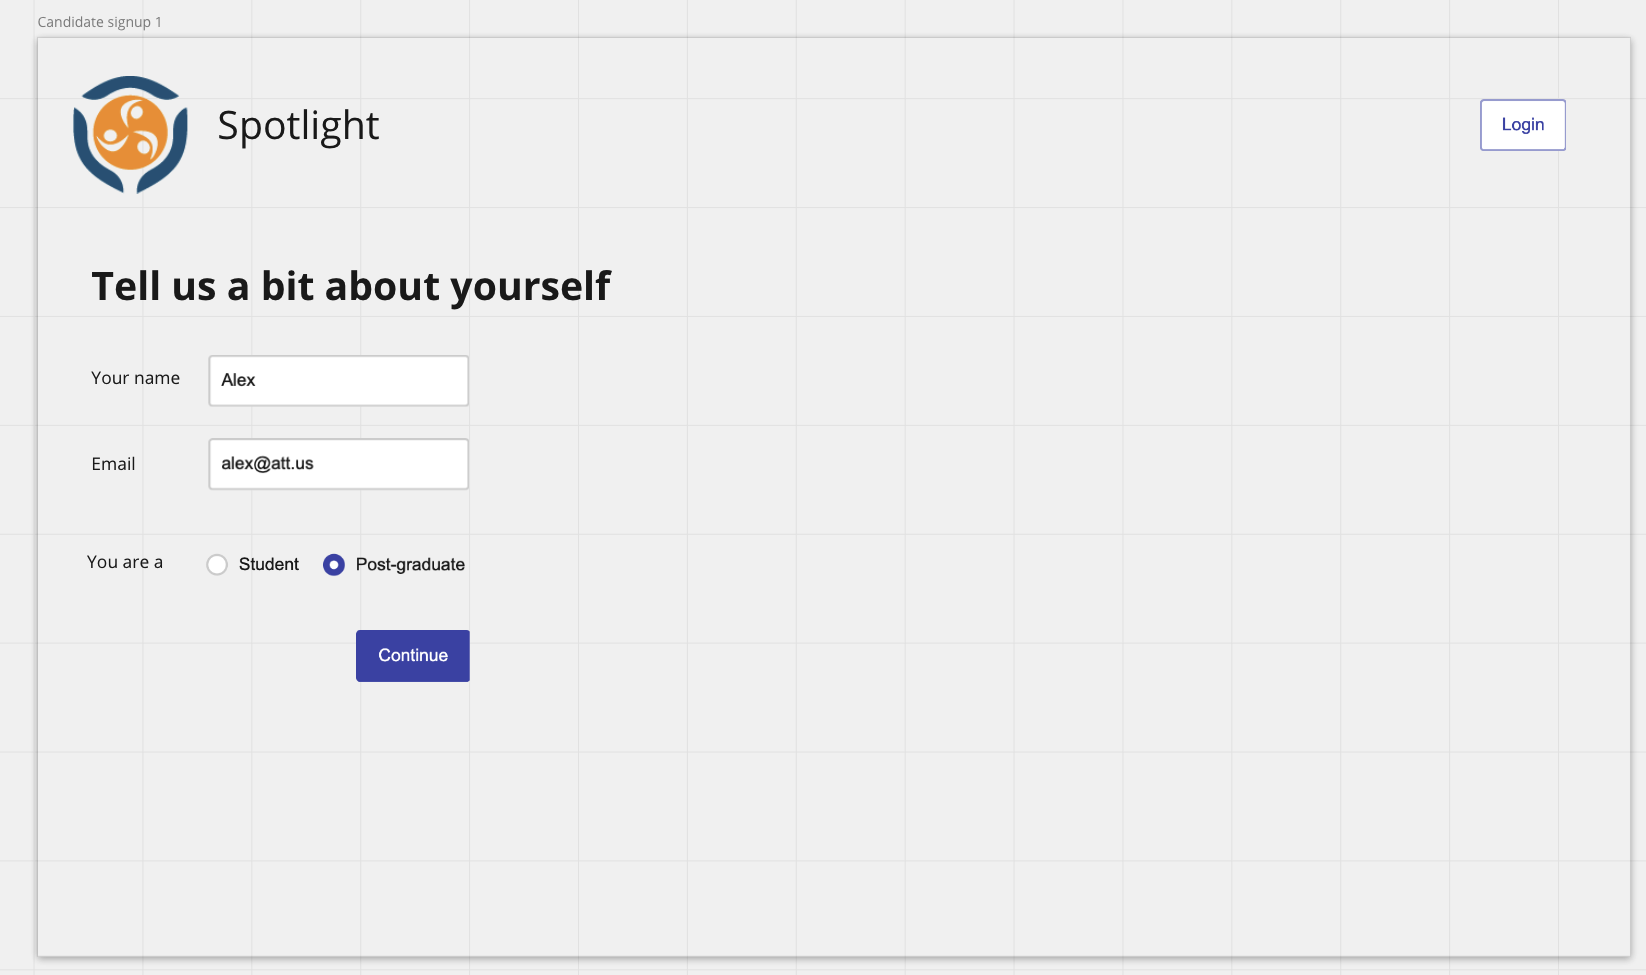 Candidate signup 1
Spotlight
Login
Tell us a bit about yourself
Your name
Alex
Email
alex@att.us
You are a
Student
Post-graduate
Continue